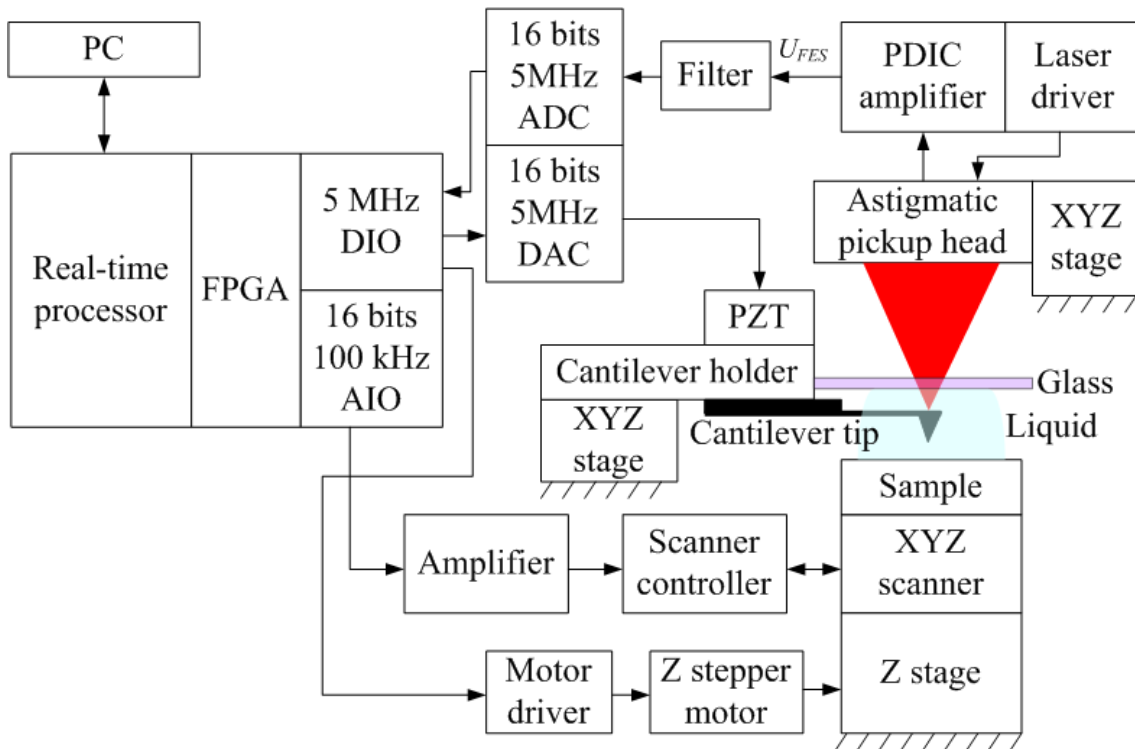 PC
16 bits
5MHz
ADC
U_FES
Filter
PDIC
amplifier
Laser
driver
Real-time
processor
FPGA
5 MHz
DIO
16 bits
100 kHz
AIO
16 bits
5MHz
DAC
Astigmatic
pickup head
XYZ
stage
PZT
Cantilever holder
Glass
XYZ
stage
Cantilever tip
Liquid
Sample
Amplifier
Scanner
controller
XYZ
scanner
Motor
driver
Z stepper
motor
Z stage